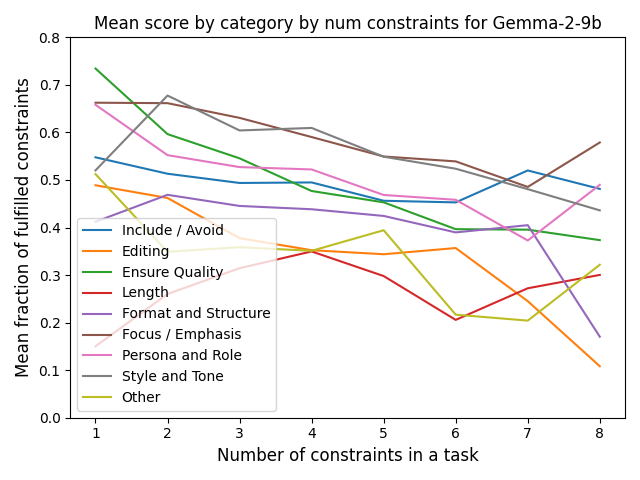 Mean score by category by num constraints for Gemma-2-9b
Mean fraction of fulfilled constraints
0.8
0.7
0.6
0.5
0.4
0.3
0.2
0.1
0.0
Include / Avoid
Editing
Ensure Quality
Length
Format and Structure
Focus / Emphasis
Persona and Role
Style and Tone
Other
1 2 3 4 5 6 7 8
Number of constraints in a task